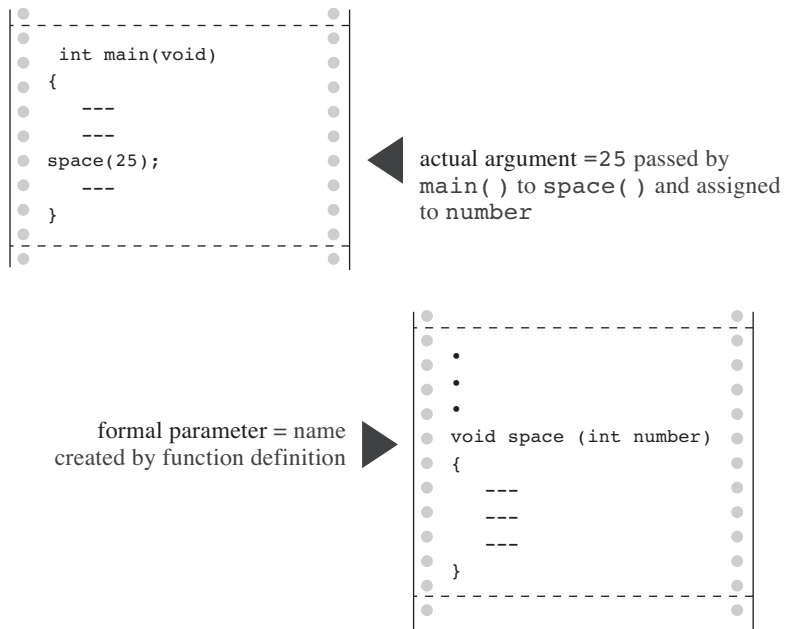 int main(void)
{
---
---
space(25);
---
}
actual argument =25 passed by
main( ) to space( ) and assigned
to number
•
•
•
void space (int number)
{
---
---
---
}
formal parameter = name
created by function definition